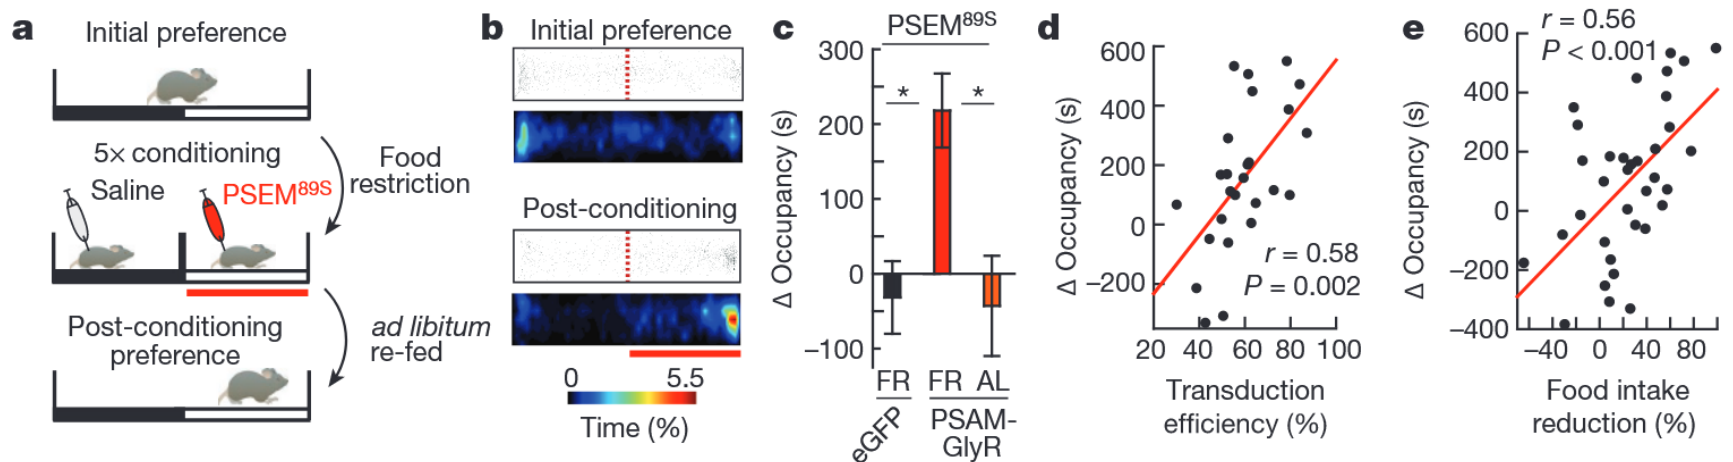 a
Initial preference
5× conditioning
Saline
PSEM⁸⁹ˢ
Food
restriction
Post-conditioning
preference
ad libitum
re-fed
b
Initial preference
Post-conditioning
0 5.5
Time (%)
c
PSEM⁸⁹ˢ
300
200
100
0
−100
Δ Occupancy (s)
* *
FR FR AL
eGFP
PSAM-
GlyR
d
600
400
200
0
−200
Δ Occupancy (s)
r = 0.58
P = 0.002
20 40 60 80 100
Transduction
efficiency (%)
e
r = 0.56
P < 0.001
600
400
200
0
−200
−400
Δ Occupancy (s)
−40 0 40 80
Food intake
reduction (%)